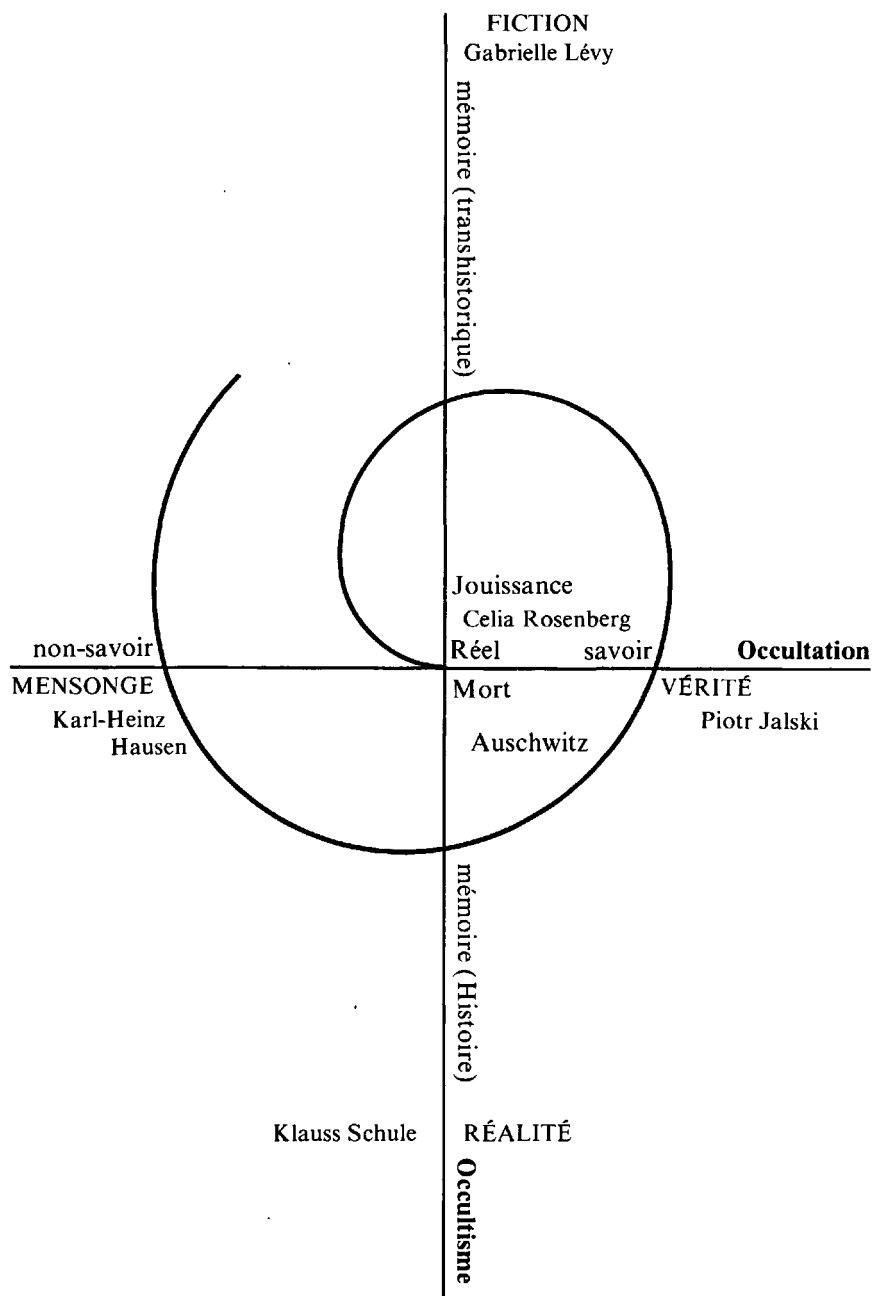 FICTION
Gabrielle Lévy
mémoire (transhistorique)
Jouissance
Celia Rosenberg
non-savoir
Réel
savoir
Occultation
MENSONGE
Mort
VÉRITÉ
Karl-Heinz
Hausen
Piotr Jalski
Auschwitz
mémoire (Histoire)
Klauss Schule
RÉALITÉ
Occultisme